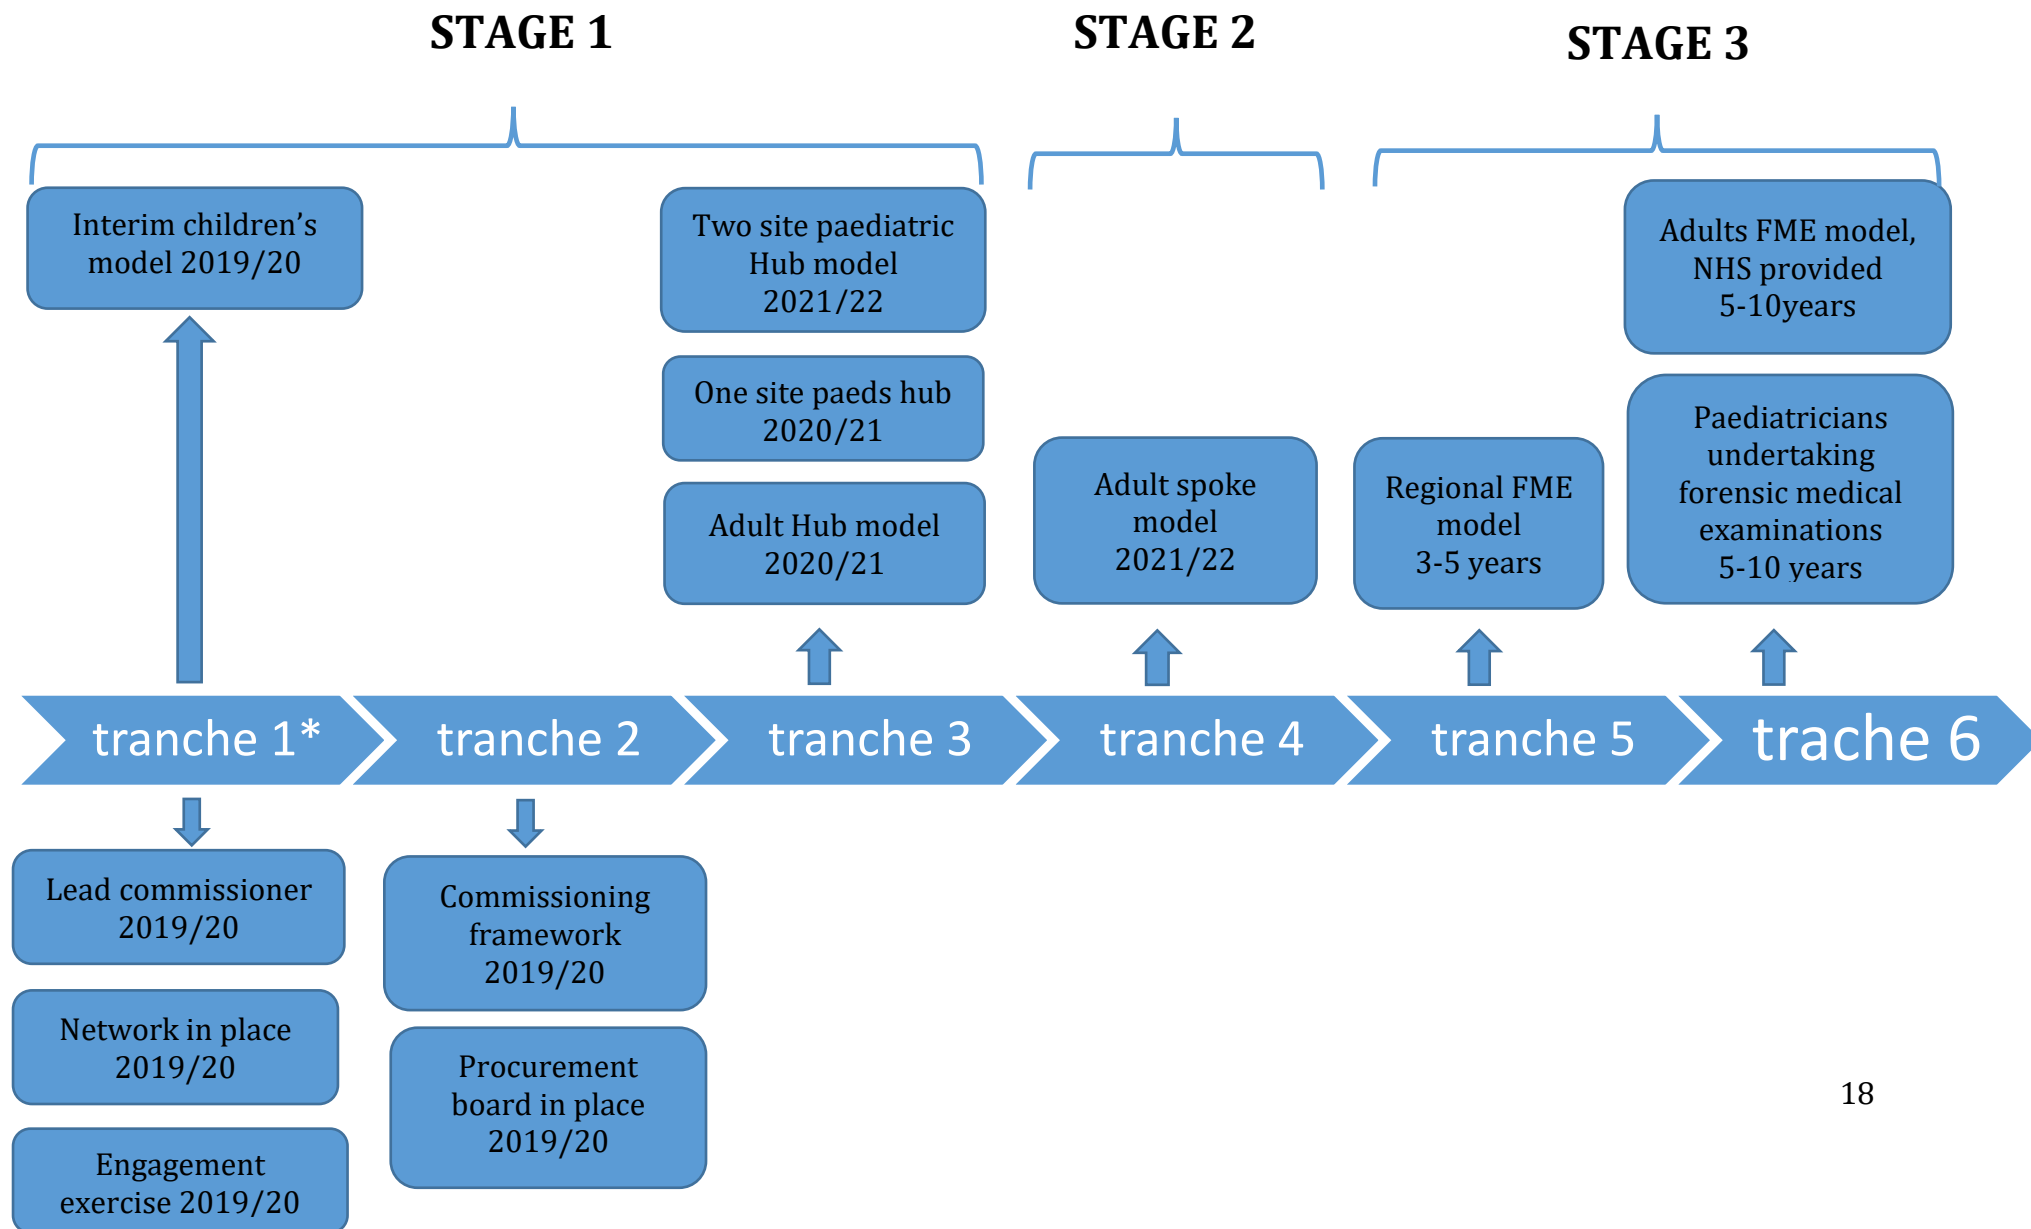 STAGE 1
STAGE 2
STAGE 3
Interim children’s
model 2019/20
Two site paediatric
Hub model
2021/22
One site paeds hub
2020/21
Adult Hub model
2020/21
Adult spoke
model
2021/22
Regional FME
model
3-5 years
Adults FME model,
NHS provided
5-10years
Paediatricians
undertaking
forensic medical
examinations
5-10 years
tranche 1*
tranche 2
tranche 3
tranche 4
tranche 5
trache 6
Lead commissioner
2019/20
Network in place
2019/20
Engagement
exercise 2019/20
Commissioning
framework
2019/20
Procurement
board in place
2019/20
18